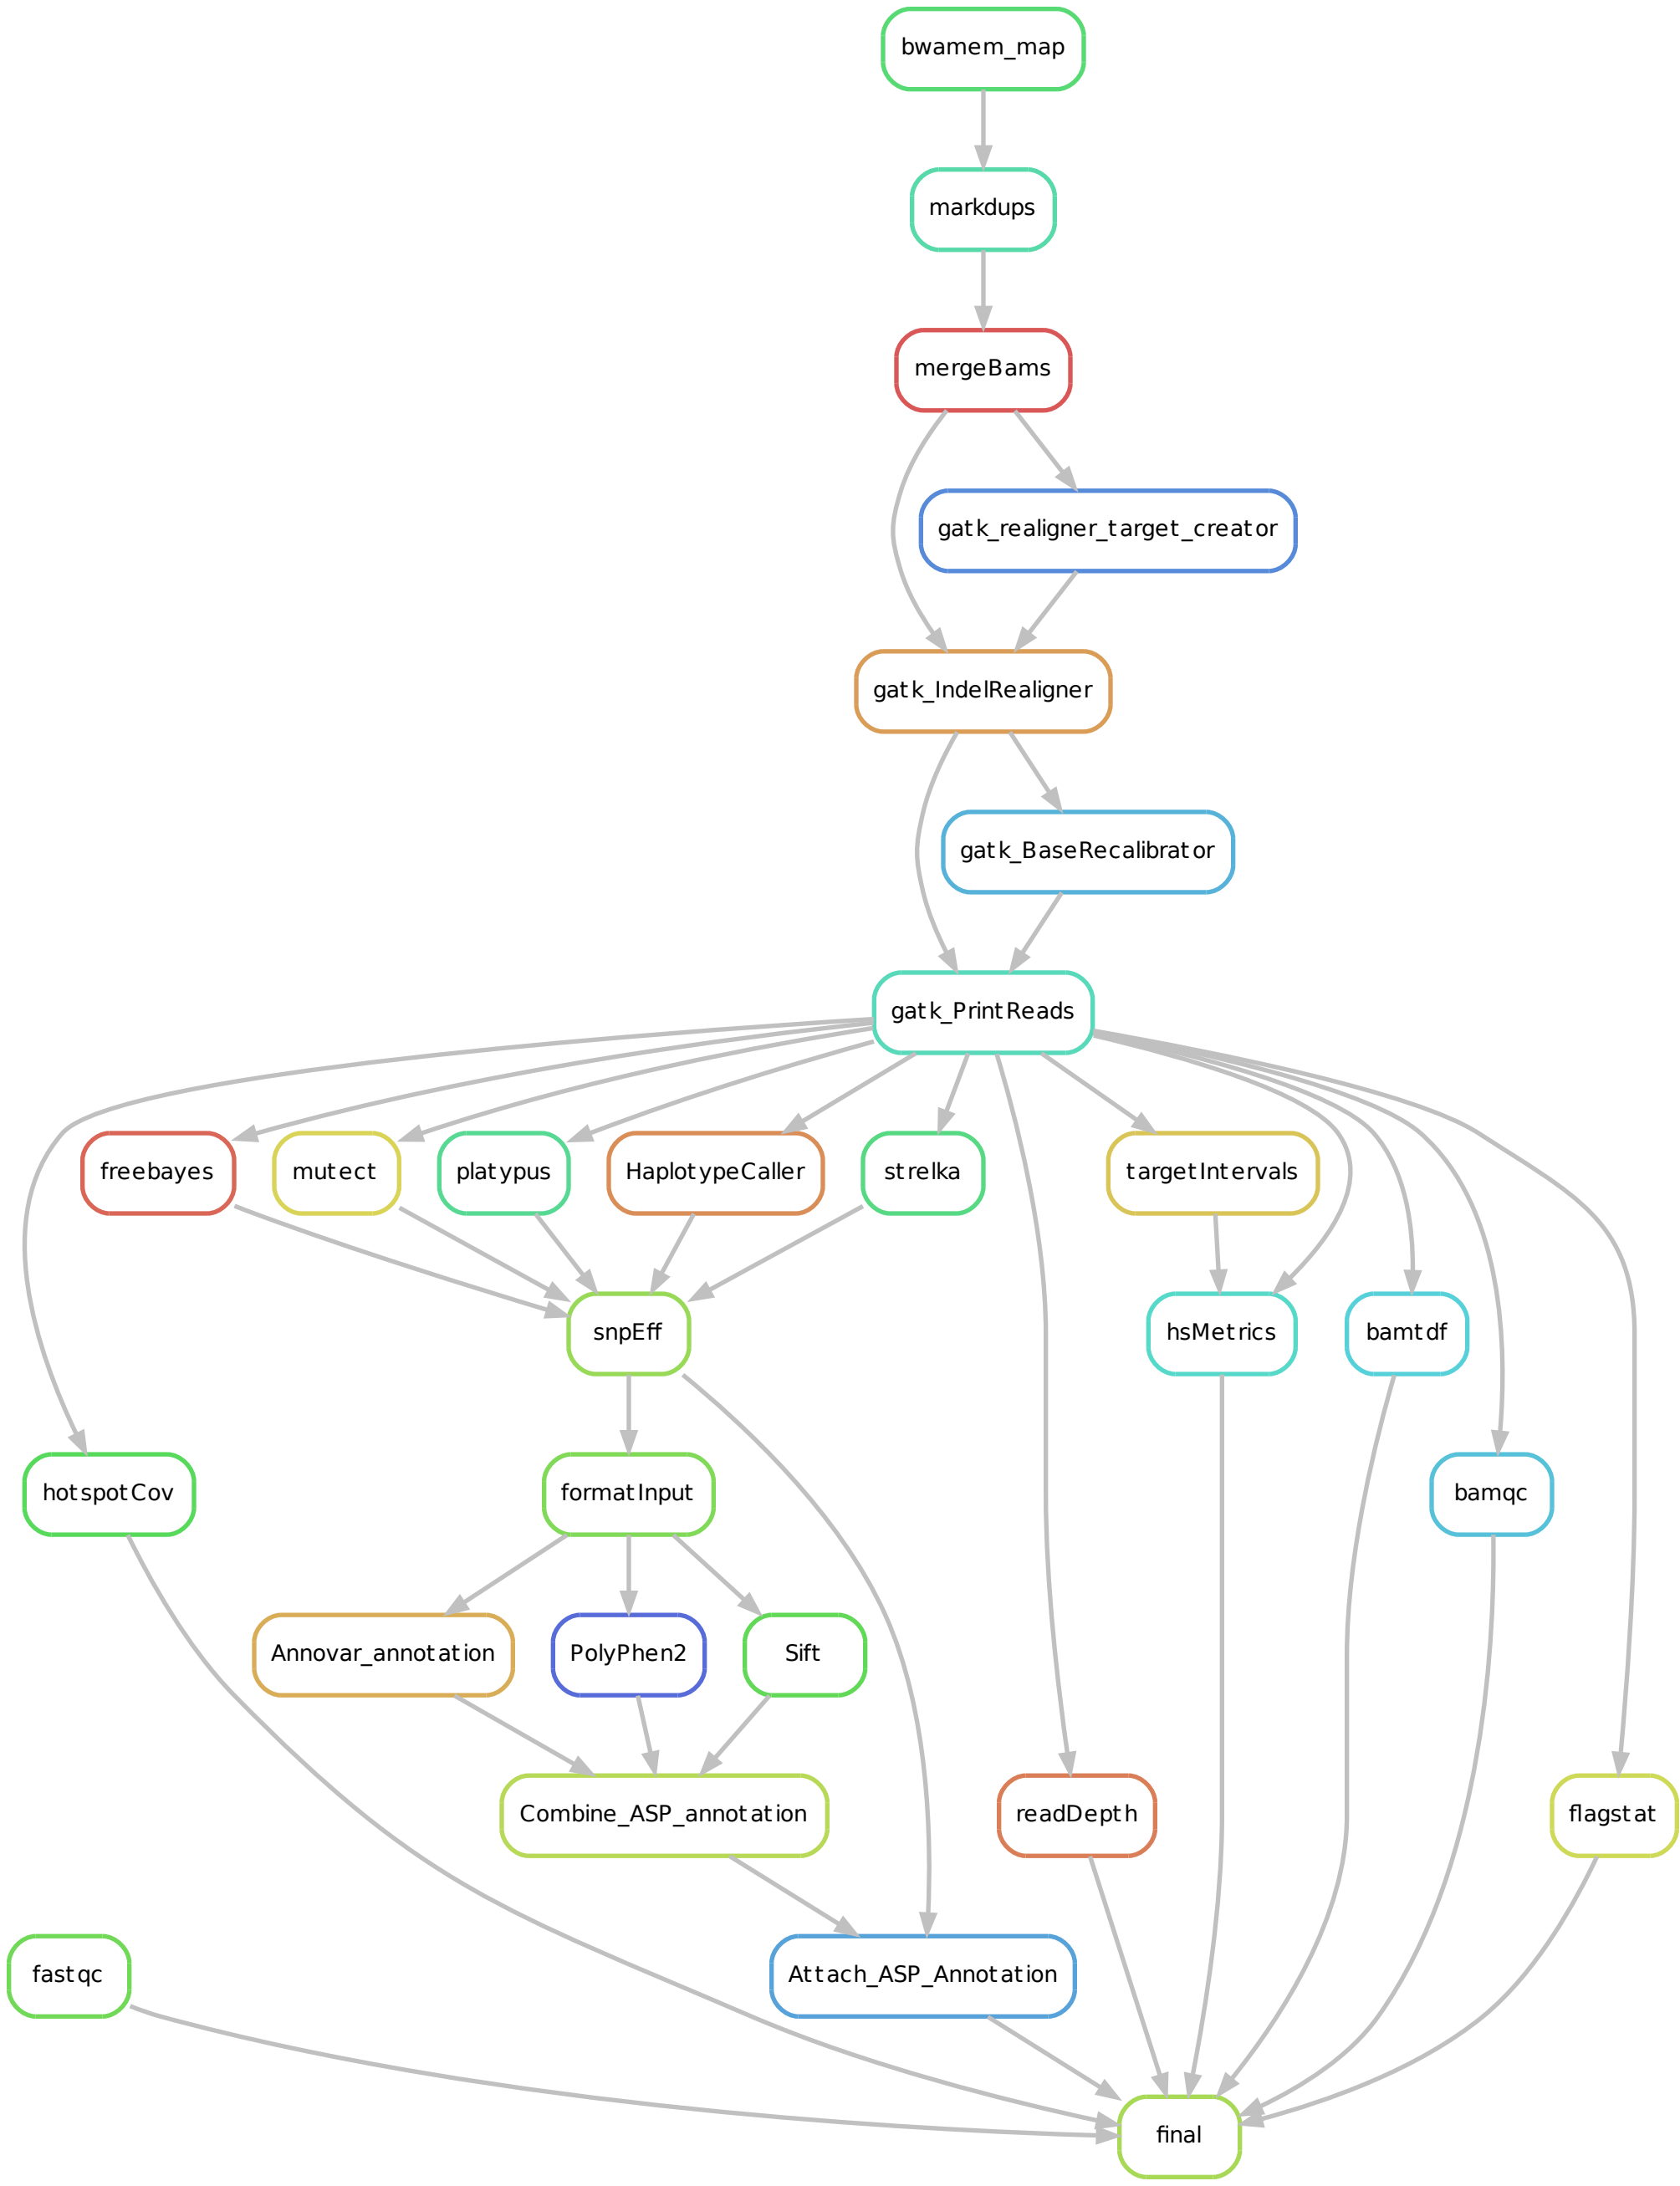 bwamem_map
markdups
mergeBams
gatk_realigner_target_creator
gatk_IndelRealigner
gatk_BaseRecalibrator
gatk_PrintReads
freebayes
mutect
platypus
HaplotypeCaller
strelka
targetIntervals
snpEff
hsMetrics
bamtdf
hotspotCov
formatInput
bamqc
Annovar_annotation
PolyPhen2
Sift
Combine_ASP_annotation
readDepth
flagstat
fastqc
Attach_ASP_Annotation
final